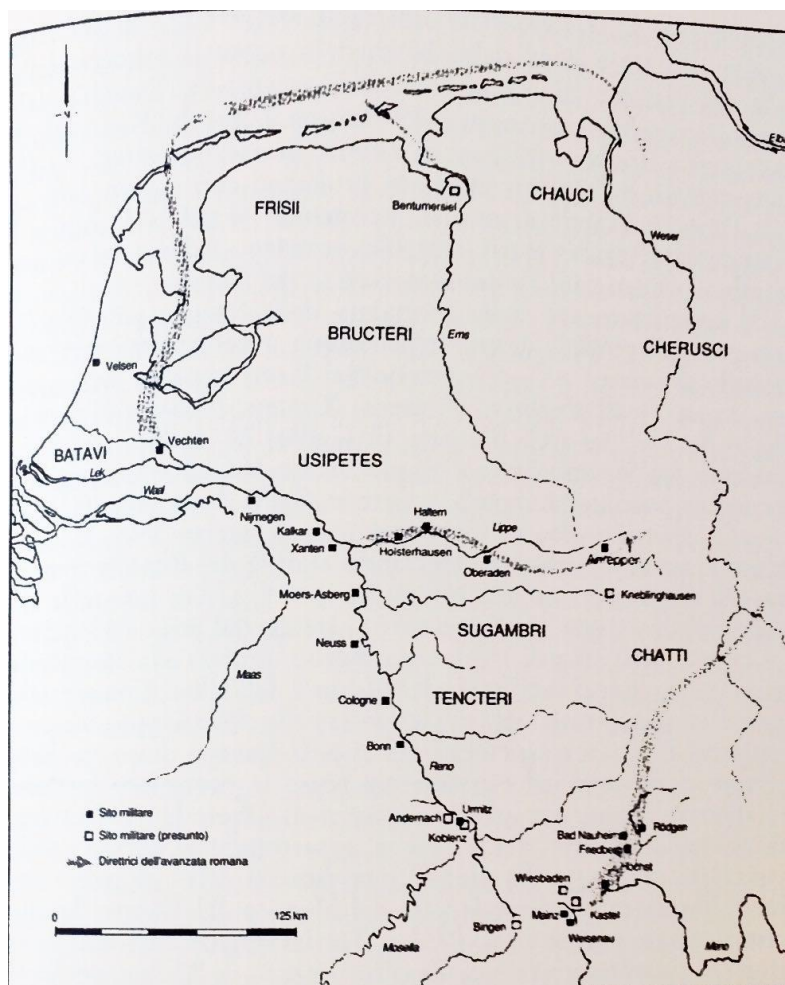 N
Elba
FRISII
Bentumersiel
CHAUCI
Weser
BRUCTERI
Ems
CHERUSCI
Velsen
BATAVI
Vechten
Lek
USIPETES
Waal
Nijmegen
Kalkar
Xanten
Haltern
Lippe
Holsterhausen
Oberaden
Anreppen
Moers-Asberg
Kneblinghausen
SUGAMBRI
Neuss
CHATTI
Maas
TENCTERI
Cologne
Bonn
Reno
Sito militare
Sito militare (presunto)
Direttrici dell'avanzata romana
Andernach
Urmitz
Koblenz
Bad Nauheim
Rödgen
Friedberg
Höchst
Wiesbaden
0
125 km
Mosella
Bingen
Mainz
Kastel
Weisenau
Meno